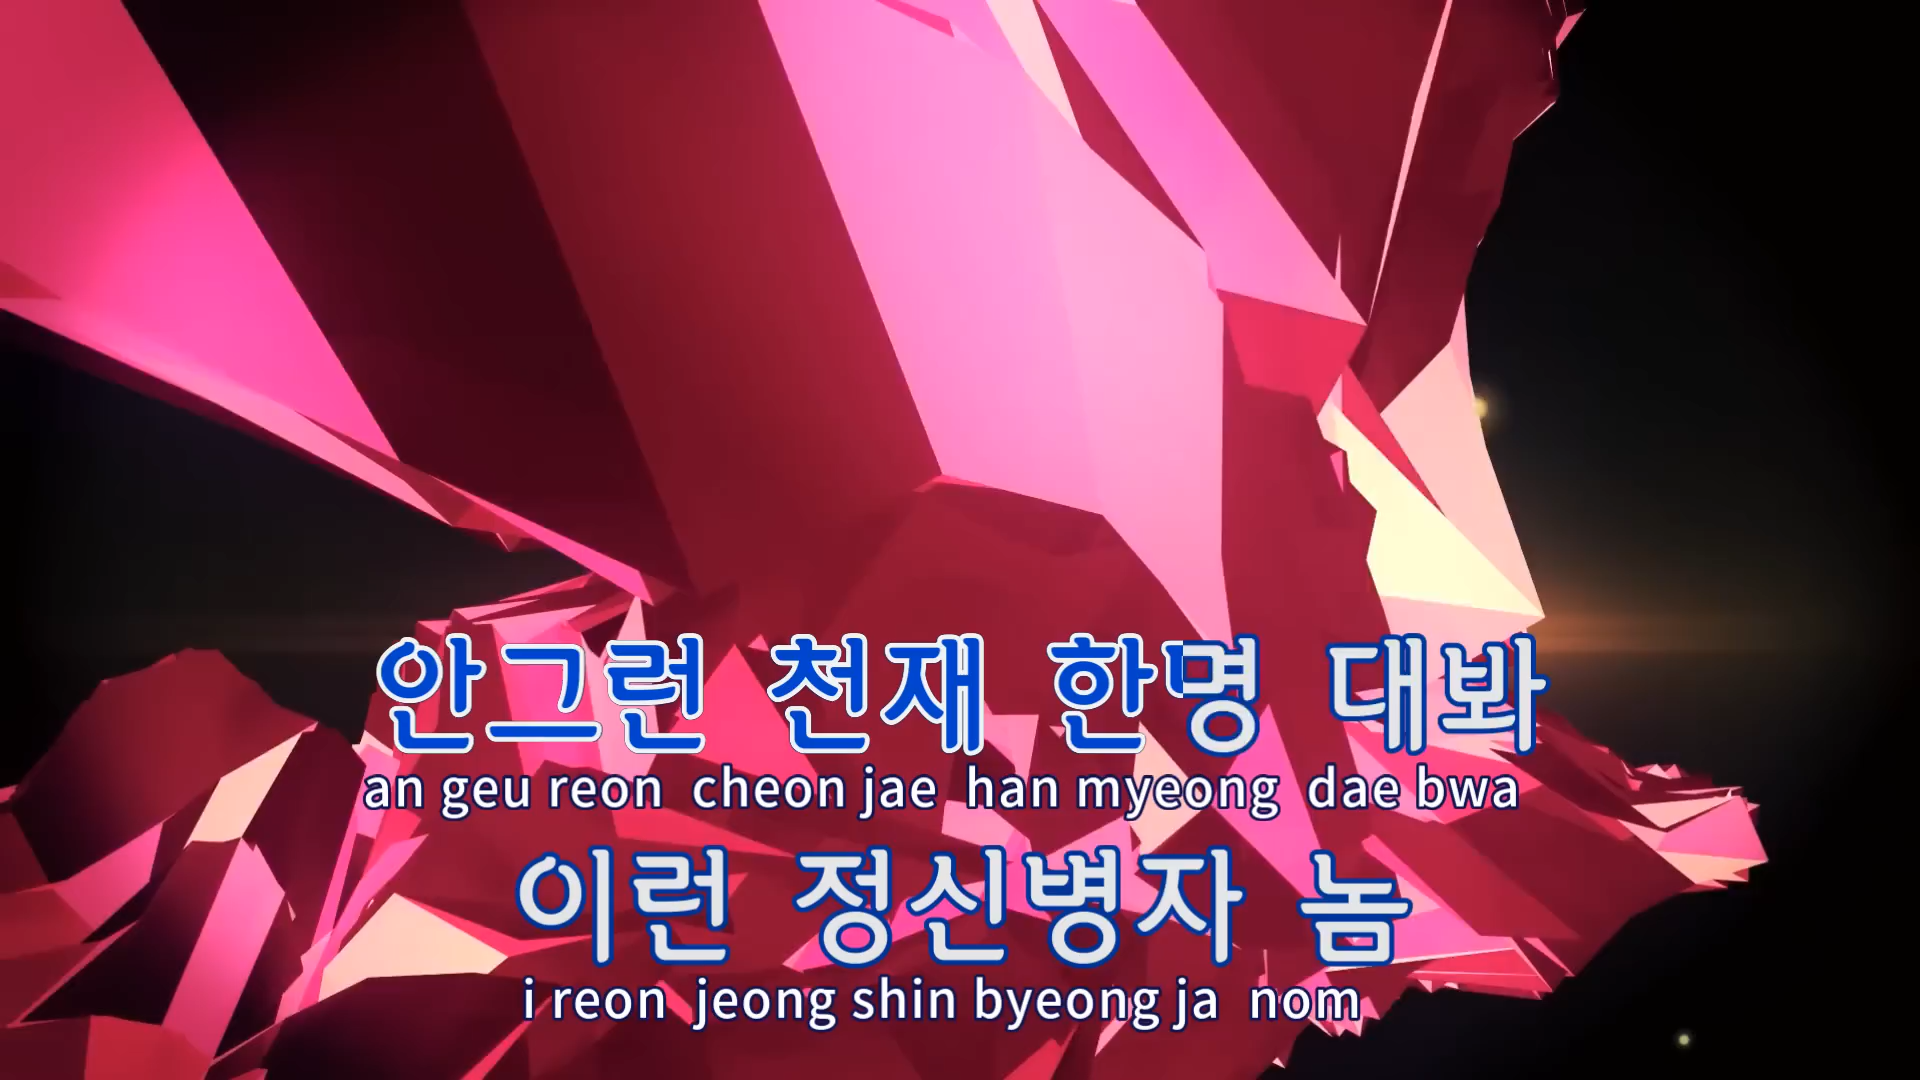 안그런 천재 한명 대봐
an geu reon cheon jae han myeong dae bwa
이런 정신병자 놈
i reon jeong shin byeong ja nom